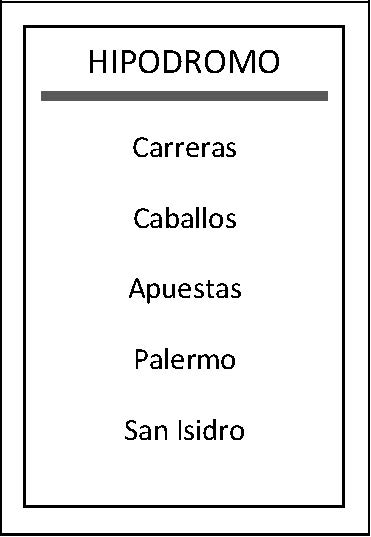 HIPODROMO
Carreras
Caballos
Apuestas
Palermo
San Isidro